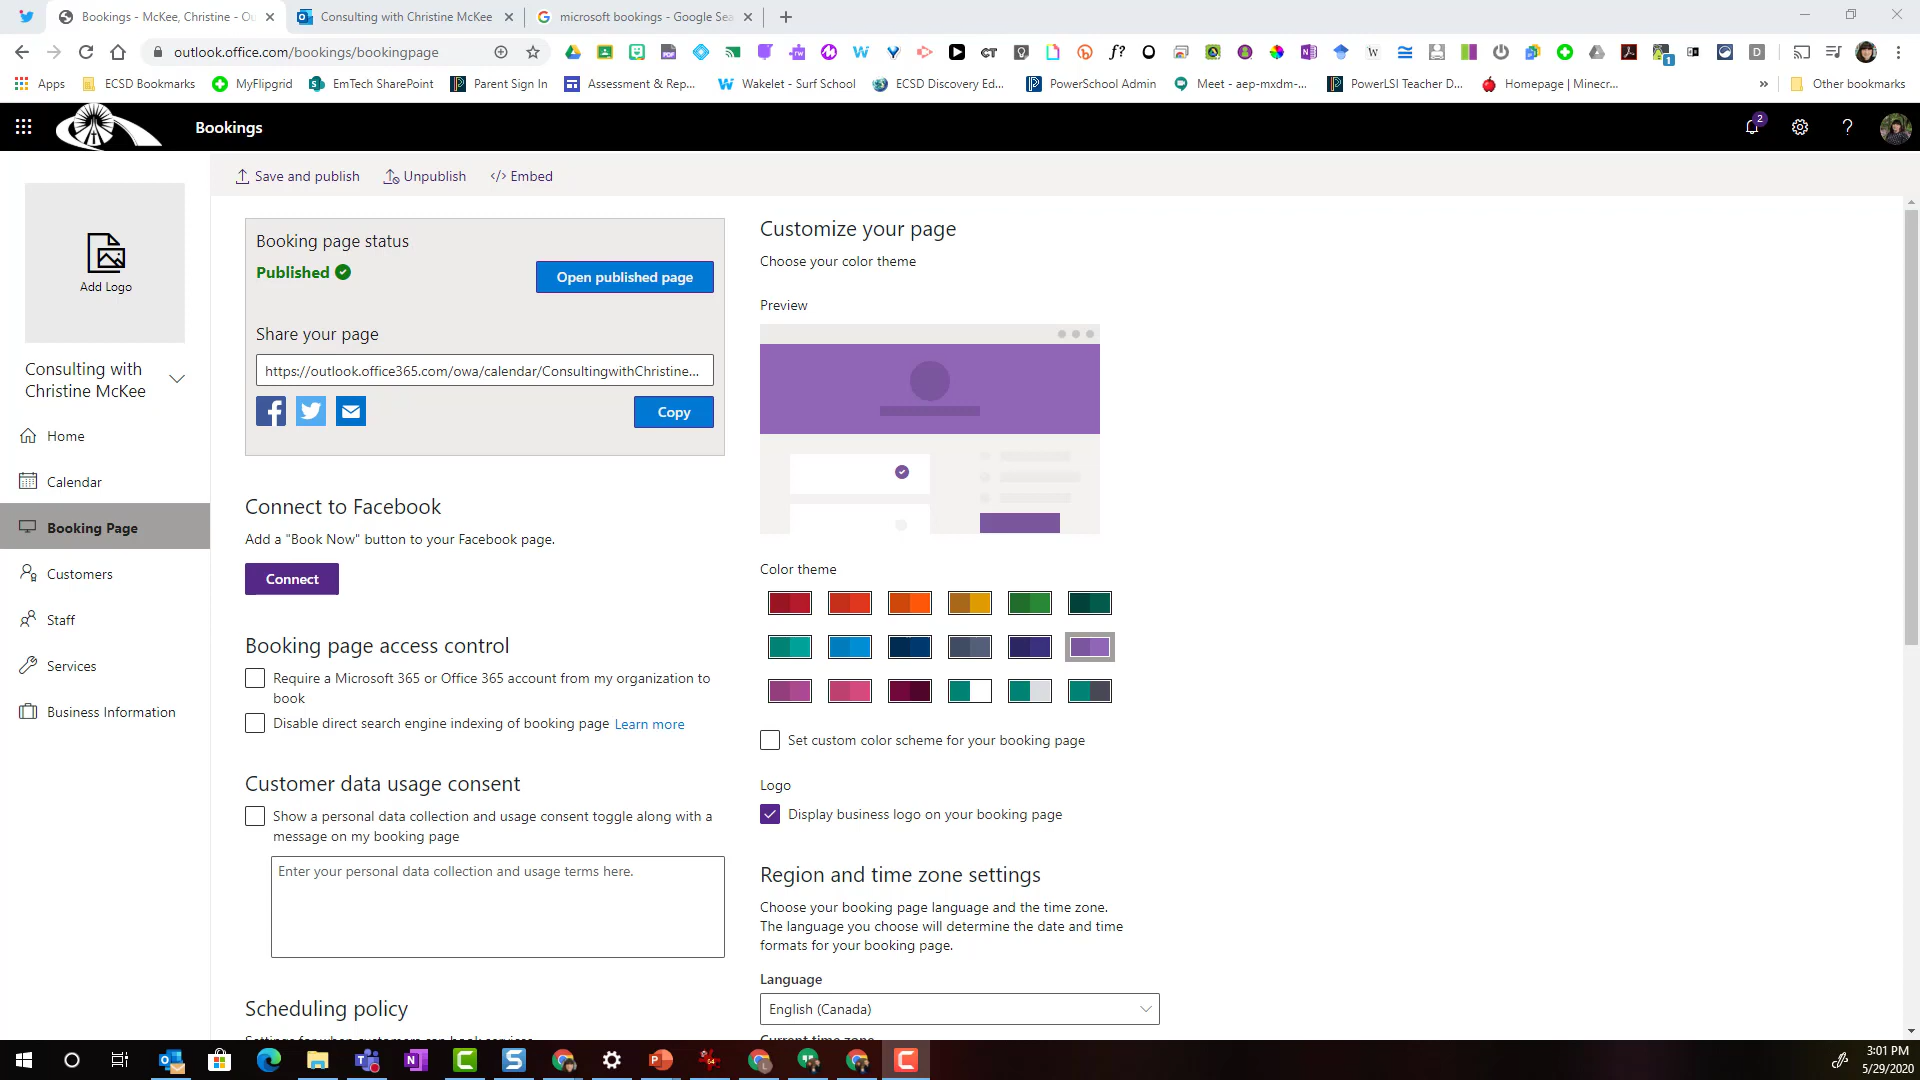 Bookings - McKee, Christine - Ou
Consulting with Christine McKee
microsoft bookings - Google Sea
outlook.office.com/bookings/bookingpage
Apps
ECSD Bookmarks
MyFlipgrid
EmTech SharePoint
Parent Sign In
Assessment & Rep...
Wakelet - Surf School
ECSD Discovery Ed...
PowerSchool Admin
Meet - aep-mxdm-...
PowerLSI Teacher D...
Homepage | Minecr...
»
Other bookmarks
Bookings
2
?
Save and publish
Unpublish
</> Embed
Add Logo
Consulting with
Christine McKee
Home
Calendar
Booking Page
Customers
Staff
Services
Business Information
Booking page status
Published
Open published page
Share your page
https://outlook.office365.com/owa/calendar/ConsultingwithChristine...
Copy
Connect to Facebook
Add a "Book Now" button to your Facebook page.
Connect
Booking page access control
Require a Microsoft 365 or Office 365 account from my organization to
book
Disable direct search engine indexing of booking page Learn more
Customer data usage consent
Show a personal data collection and usage consent toggle along with a
message on my booking page
Enter your personal data collection and usage terms here.
Scheduling policy
Customize your page
Choose your color theme
Preview
Color theme
Set custom color scheme for your booking page
Logo
Display business logo on your booking page
Region and time zone settings
Choose your booking page language and the time zone.
The language you choose will determine the date and time
formats for your booking page.
Language
English (Canada)
Current time zone
3:01 PM
5/29/2020